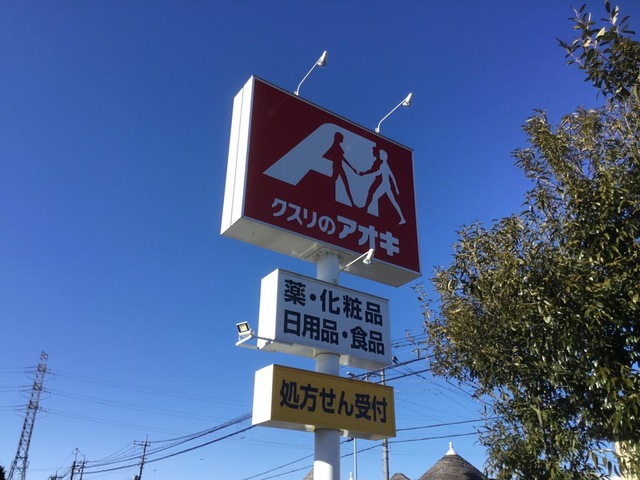 クスリのアオキ
薬・化粧品
日用品・食品
処方せん受付